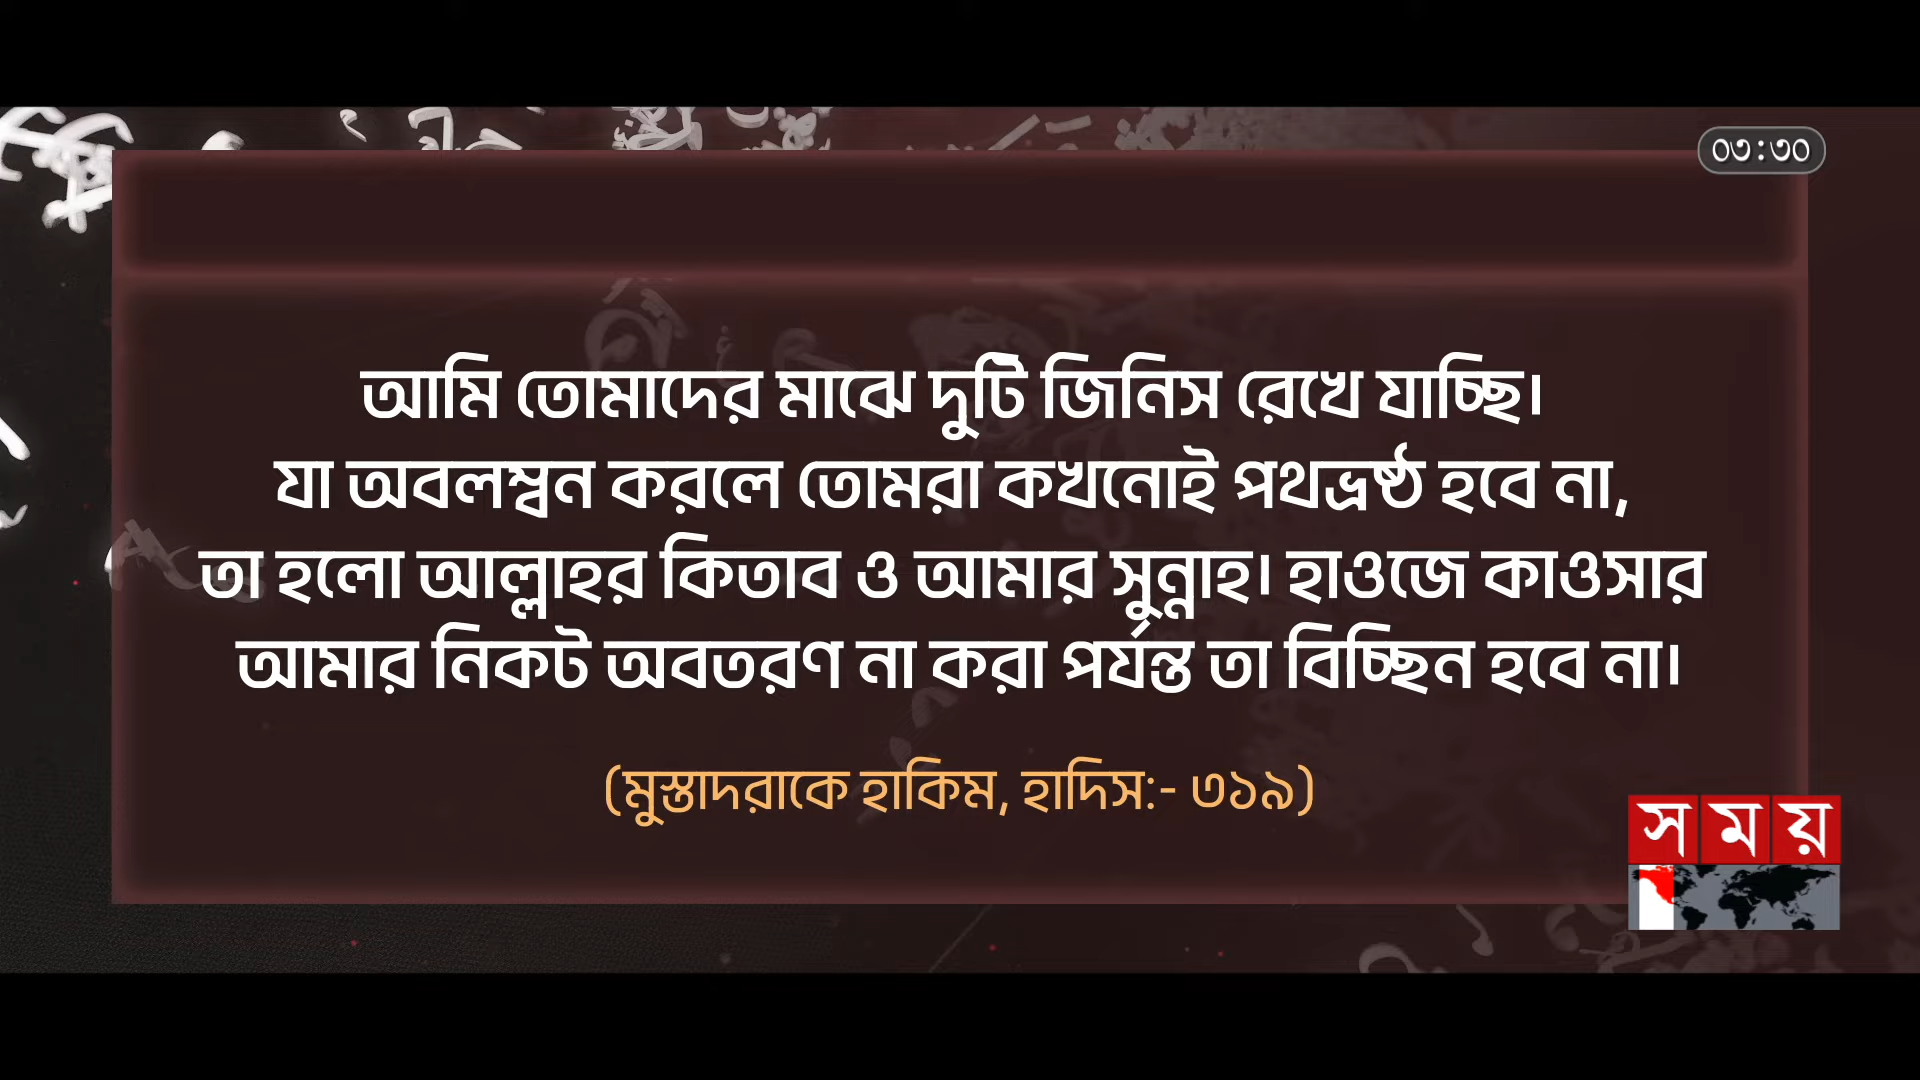 ০৩:৩০
আমি তোমাদের মাঝে দুটি জিনিস রেখে যাচ্ছি।
যা অবলম্বন করলে তোমরা কখনোই পথভ্রষ্ঠ হবে না,
তা হলো আল্লাহর কিতাব ও আমার সুন্নাহ। হাওজে কাওসার
আমার নিকট অবতরণ না করা পর্যন্ত তা বিচ্ছিন হবে না।
(মুস্তাদরাকে হাকিম, হাদিস:- ৩১৯)
সময়